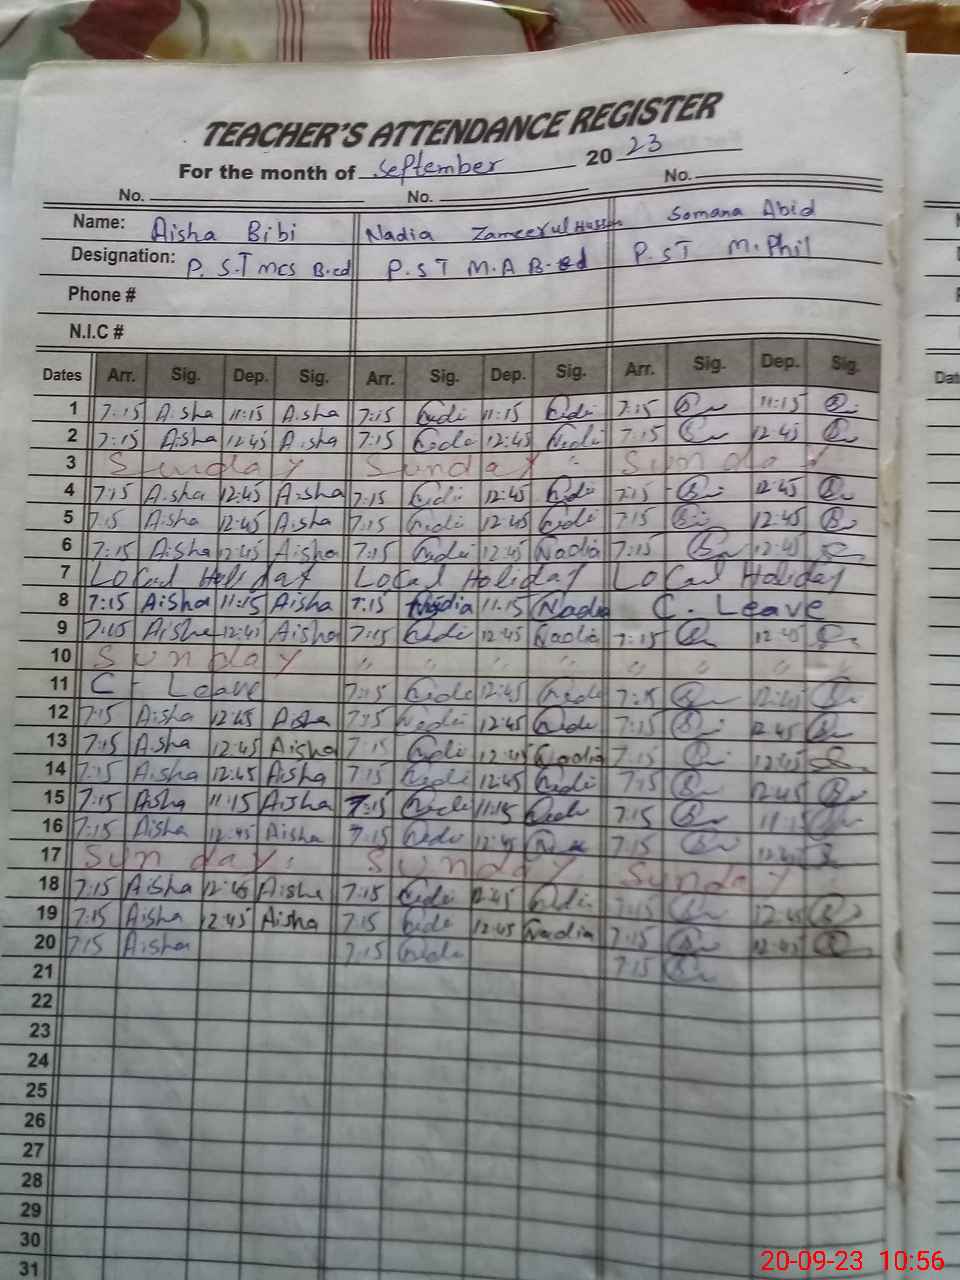 TEACHER'S ATTENDANCE REGISTER
For the month of September 20 23
No. No. No.
Name: Aisha Bibi Nadia Zameerul Hussain Somana Abid
Designation: P.S.T MCS B.ed P.ST M.A B.ed P.ST M.Phil
Phone #
N.I.C #
Dates Arr. Sig. Dep. Sig. Arr. Sig. Dep. Sig. Arr. Sig. Dep. Sig.
1 7:15 Aisha 11:15 Aisha 7:15 11:15 7:15 11:15
2 7:15 Aisha 12:45 Aisha 7:15 12:45 7:15 12:45
3 Sunday Sunday Sunday
4 7:15 Aisha 12:45 Aisha 7:15 12:45 7:15 12:45
5 7:15 Aisha 12:45 Aisha 7:15 12:45 7:15 12:45
6 7:15 Aisha 12:45 Aisha 7:15 12:45 Nadia 7:15 12:45
7 Local Holiday Local Holiday Local Holiday
8 7:15 Aisha 11:15 Aisha 7:15 Nadia 11:15 Nadia C. Leave
9 Aisha 12:45 Aisha 7:15 12:45 Nadia 7:15 12:45
10 Sunday " " " " " " " "
11 C - Leave 7:15 12:45 7:15 12:45
12 7:15 Aisha 12:45 Aisha 7:15 12:45 7:15 12:45
13 7:15 Aisha 12:45 Aisha 7:15 12:45 Nadia 7:15 12:45
14 7:15 Aisha 12:45 Aisha 7:15 12:45 7:15 12:45
15 7:15 Aisha 11:15 Aisha 7:15 11:15 7:15 11:15
16 7:15 Aisha 12:45 Aisha 7:15 12:45 7:15 12:45
17 Sunday Sunday Sunday
18 7:15 Aisha 12:45 Aisha 7:15 12:45 7:15 12:45
19 7:15 Aisha 12:45 Aisha 7:15 12:45 Nadia 7:15 12:45
20 7:15 Aisha 7:15 7:15
21
22
23
24
25
26
27
28
29
30
31
20-09-23 10:56